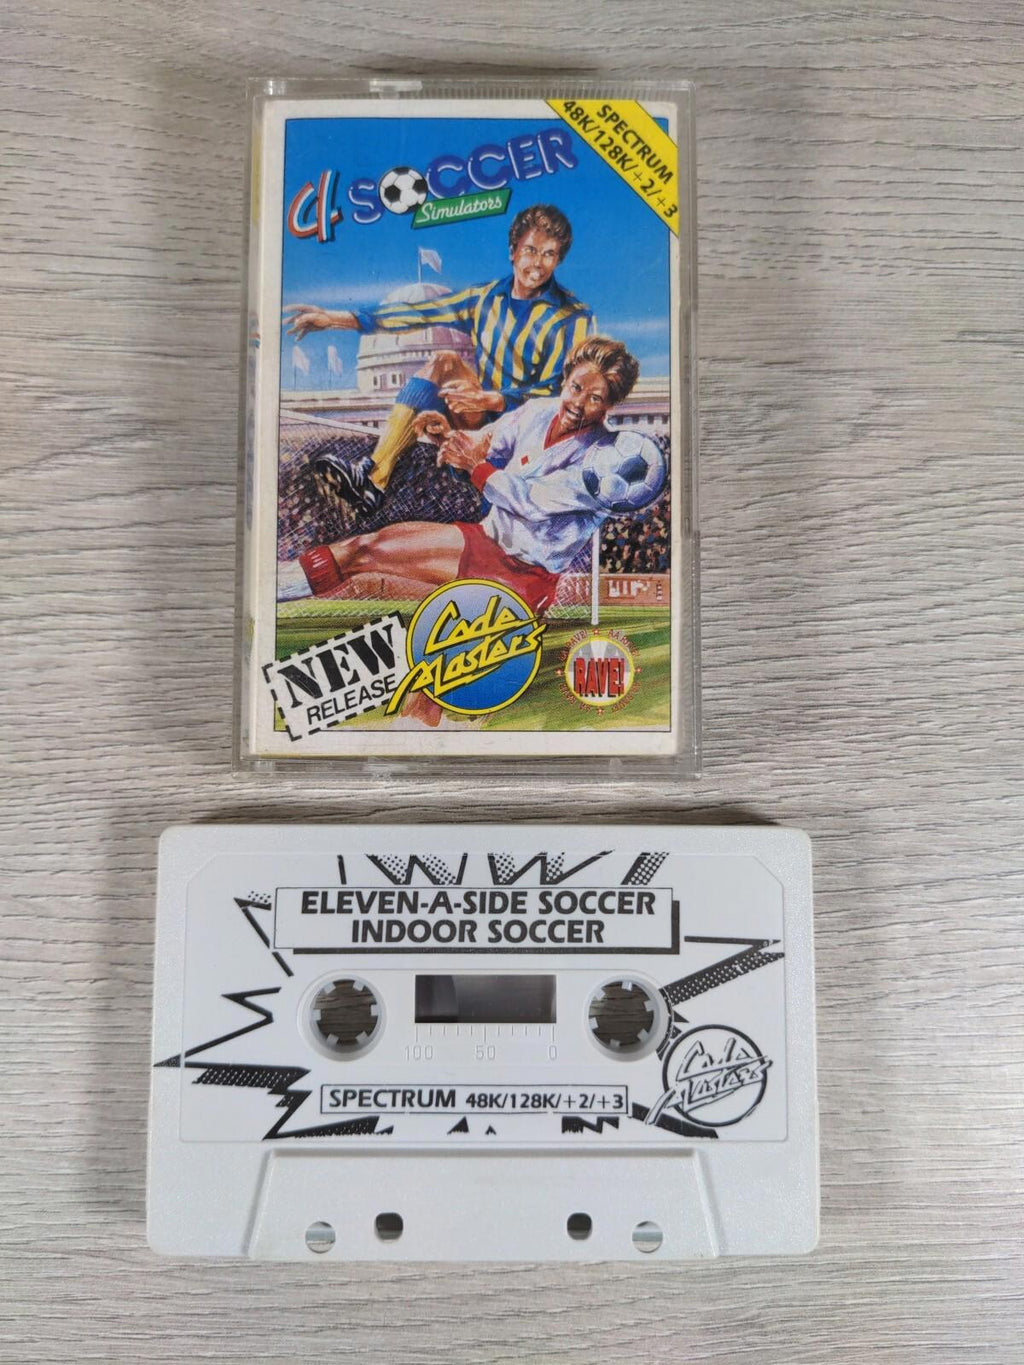 SPECTRUM
48K/128K/+2/+3
4 SOCCER
Simulators
NEW
RELEASE
Code
Masters
RAVE!
ELEVEN-A-SIDE SOCCER
INDOOR SOCCER
100 50 0
SPECTRUM 48K/128K/+2/+3
Code
Masters